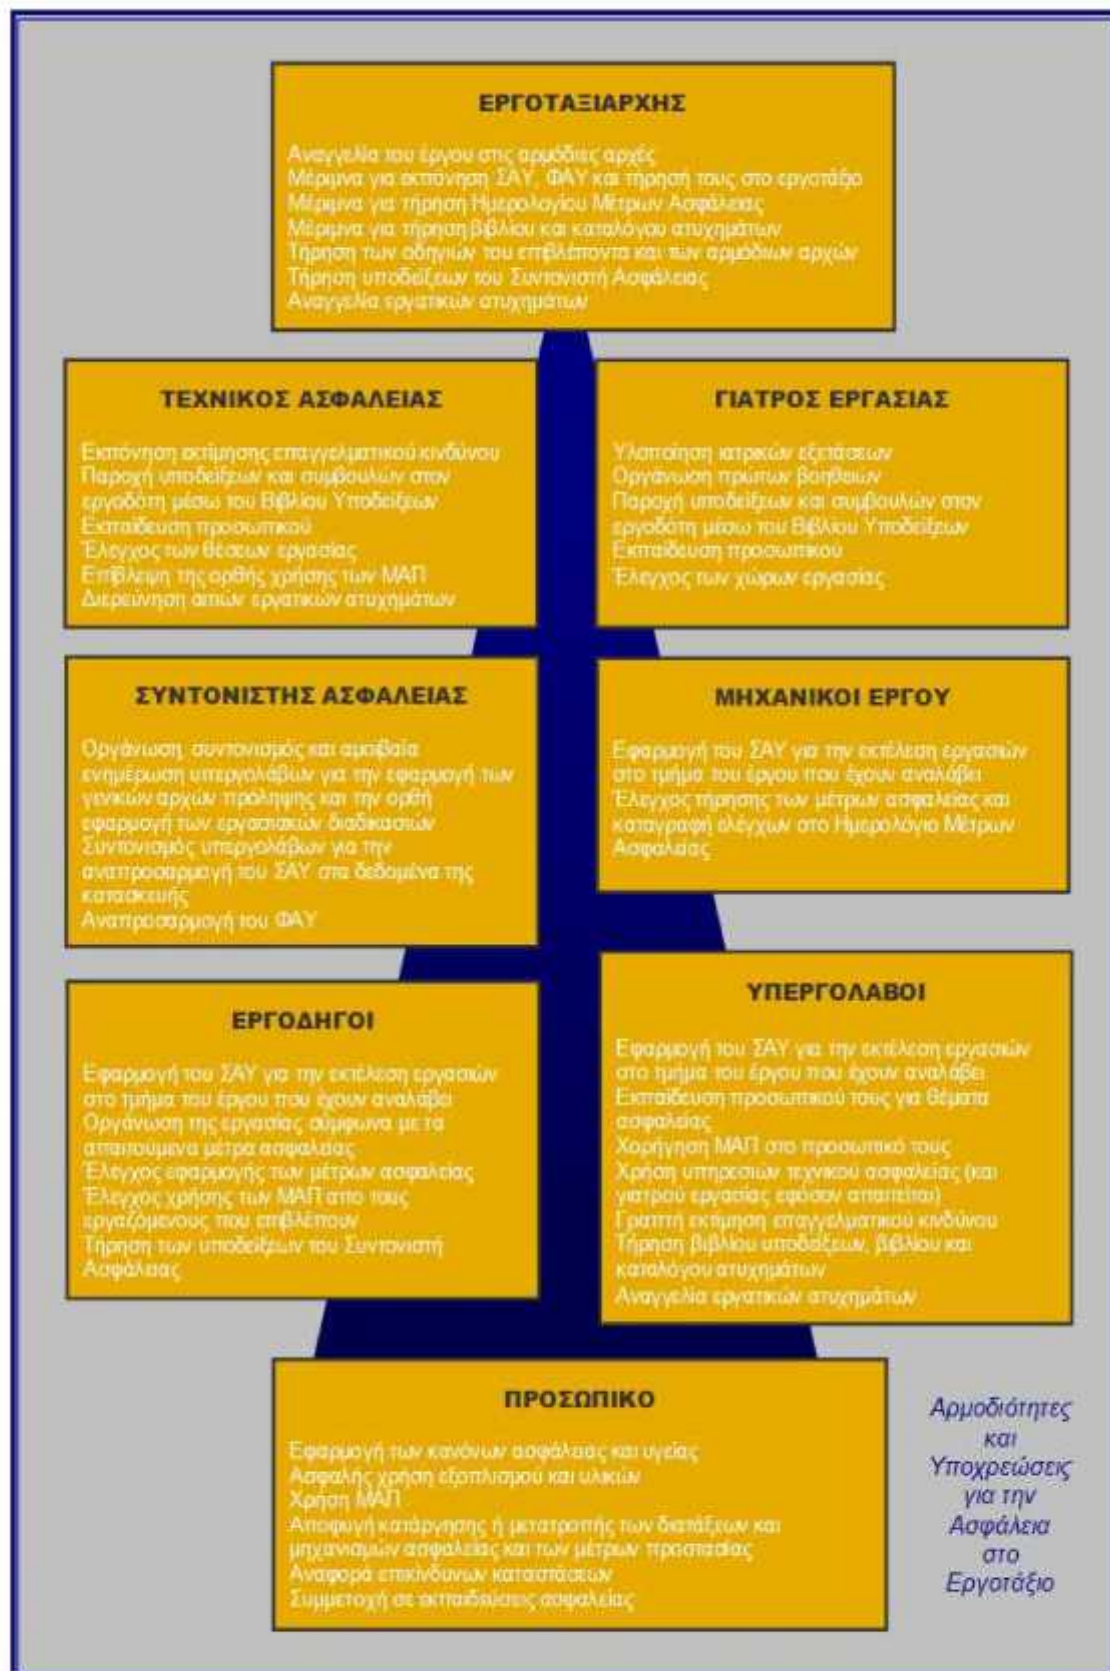 ΕΡΓΟΤΑΞΙΑΡΧΗΣ
Αναγγελία του έργου στις αρμόδιες αρχές
Μέριμνα για εκπόνηση ΣΑΥ, ΦΑΥ και τήρησή τους στο εργοτάξιο
Μέριμνα για τήρηση Ημερολογίου Μέτρων Ασφάλειας
Μέριμνα για τήρηση βιβλίου και καταλόγου ατυχημάτων
Τήρηση των οδηγιών του επιβλέποντα και των αρμόδιων αρχών
Τήρηση υποδείξεων του Συντονιστή Ασφάλειας
Αναγγελία εργατικών ατυχημάτων
ΤΕΧΝΙΚΟΣ ΑΣΦΑΛΕΙΑΣ
Εκπόνηση εκτίμησης επαγγελματικού κινδύνου
Παροχή υποδείξεων και συμβουλών στον
εργοδότη μέσω του Βιβλίου Υποδείξεων
Εκπαίδευση προσωπικού
Έλεγχος των θέσεων εργασίας
Επίβλεψη της ορθής χρήσης των ΜΑΠ
Διερεύνηση αιτιών εργατικών ατυχημάτων
ΓΙΑΤΡΟΣ ΕΡΓΑΣΙΑΣ
Υλοποίηση ιατρικών εξετάσεων
Οργάνωση πρώτων βοηθειών
Παροχή υποδείξεων και συμβουλών στον
εργοδότη μέσω του Βιβλίου Υποδείξεων
Εκπαίδευση προσωπικού
Έλεγχος των χώρων εργασίας
ΣΥΝΤΟΝΙΣΤΗΣ ΑΣΦΑΛΕΙΑΣ
Οργάνωση, συντονισμός και αμοιβαία
ενημέρωση υπεργολάβων για την εφαρμογή των
γενικών αρχών πρόληψης και την ορθή
εφαρμογή των εργασιακών διαδικασιών
Συντονισμός υπεργολάβων για την
αναπροσαρμογή του ΣΑΥ στα δεδομένα της
κατασκευής
Αναπροσαρμογή του ΦΑΥ
ΜΗΧΑΝΙΚΟΙ ΕΡΓΟΥ
Εφαρμογή του ΣΑΥ για την εκτέλεση εργασιών
στο τμήμα του έργου που έχουν αναλάβει
Έλεγχος τήρησης των μέτρων ασφαλείας και
καταγραφή ελέγχων στο Ημερολόγιο Μέτρων
Ασφαλείας
ΕΡΓΟΔΗΓΟΙ
Εφαρμογή του ΣΑΥ για την εκτέλεση εργασιών
στο τμήμα του έργου που έχουν αναλάβει
Οργάνωση της εργασίας σύμφωνα με τα
απαιτούμενα μέτρα ασφαλείας
Έλεγχος εφαρμογής των μέτρων ασφαλείας
Έλεγχος χρήσης των ΜΑΠ απο τους
εργαζόμενους που επιβλέπουν
Τήρηση των υποδείξεων του Συντονιστή
Ασφάλειας
ΥΠΕΡΓΟΛΑΒΟΙ
Εφαρμογή του ΣΑΥ για την εκτέλεση εργασιών
στο τμήμα του έργου που έχουν αναλάβει
Εκπαίδευση προσωπικού τους για θέματα
ασφαλείας
Χορήγηση ΜΑΠ στο προσωπικό τους
Χρήση υπηρεσιών τεχνικού ασφαλείας (και
γιατρού εργασίας εφόσον απαιτείται)
Γραπτή εκτίμηση επαγγελματικού κινδύνου
Τήρηση βιβλίου υποδείξεων, βιβλίου και
καταλόγου ατυχημάτων
Αναγγελία εργατικών ατυχημάτων
ΠΡΟΣΩΠΙΚΟ
Εφαρμογή των κανόνων ασφάλειας και υγείας
Ασφαλής χρήση εξοπλισμού και υλικών
Χρήση ΜΑΠ
Αποφυγή κατάργησης ή μετατροπής των διατάξεων και
μηχανισμών ασφαλείας και των μέτρων προστασίας
Αναφορά επικίνδυνων καταστάσεων
Συμμετοχή σε εκπαιδεύσεις ασφαλείας
Αρμοδιότητες
και
Υποχρεώσεις
για την
Ασφάλεια
στο
Εργοτάξιο